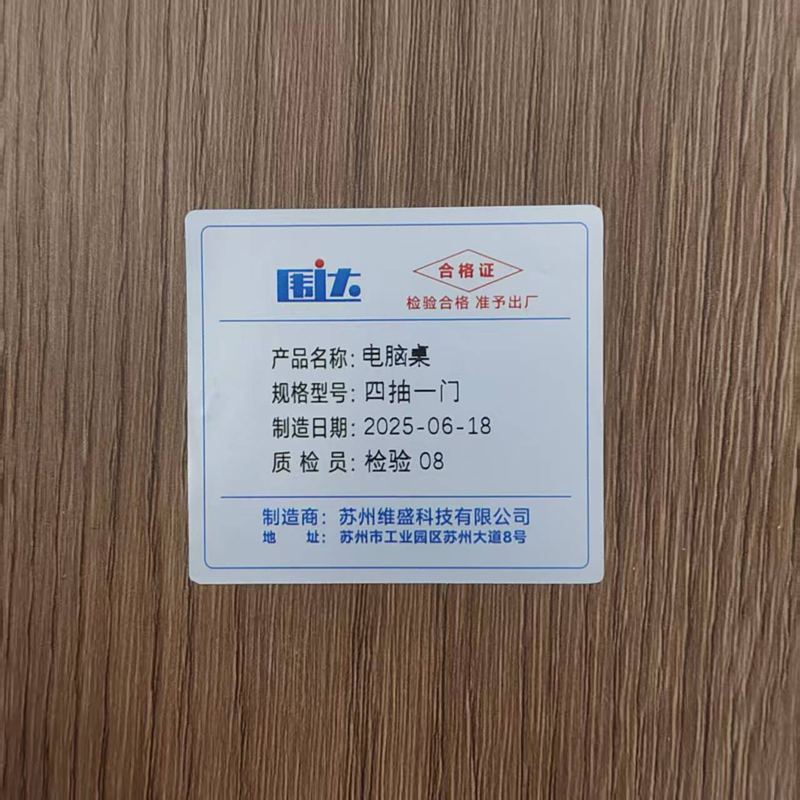 围达
合格证
检验合格 准予出厂
产品名称：电脑桌
规格型号：四抽一门
制造日期：2025-06-18
质 检 员：检验 08
制造商：苏州维盛科技有限公司
地 址：苏州市工业园区苏州大道8号